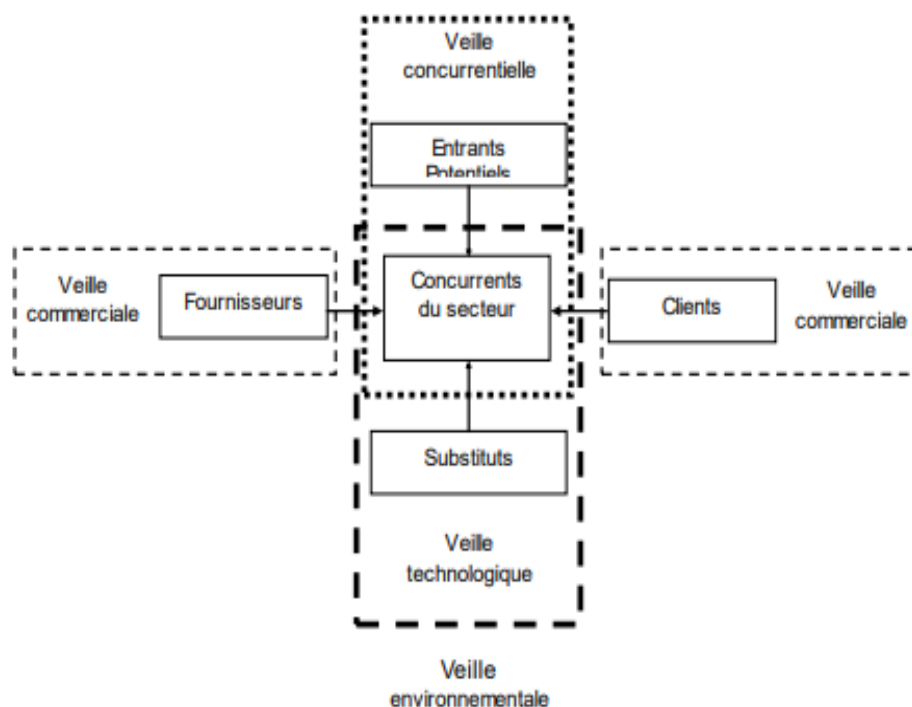 Veille
concurrentielle
Entrants
Potentiels
Concurrents
du secteur
Veille
commerciale
Fournisseurs
Clients
Veille
commerciale
Substituts
Veille
technologique
Veille
environnementale